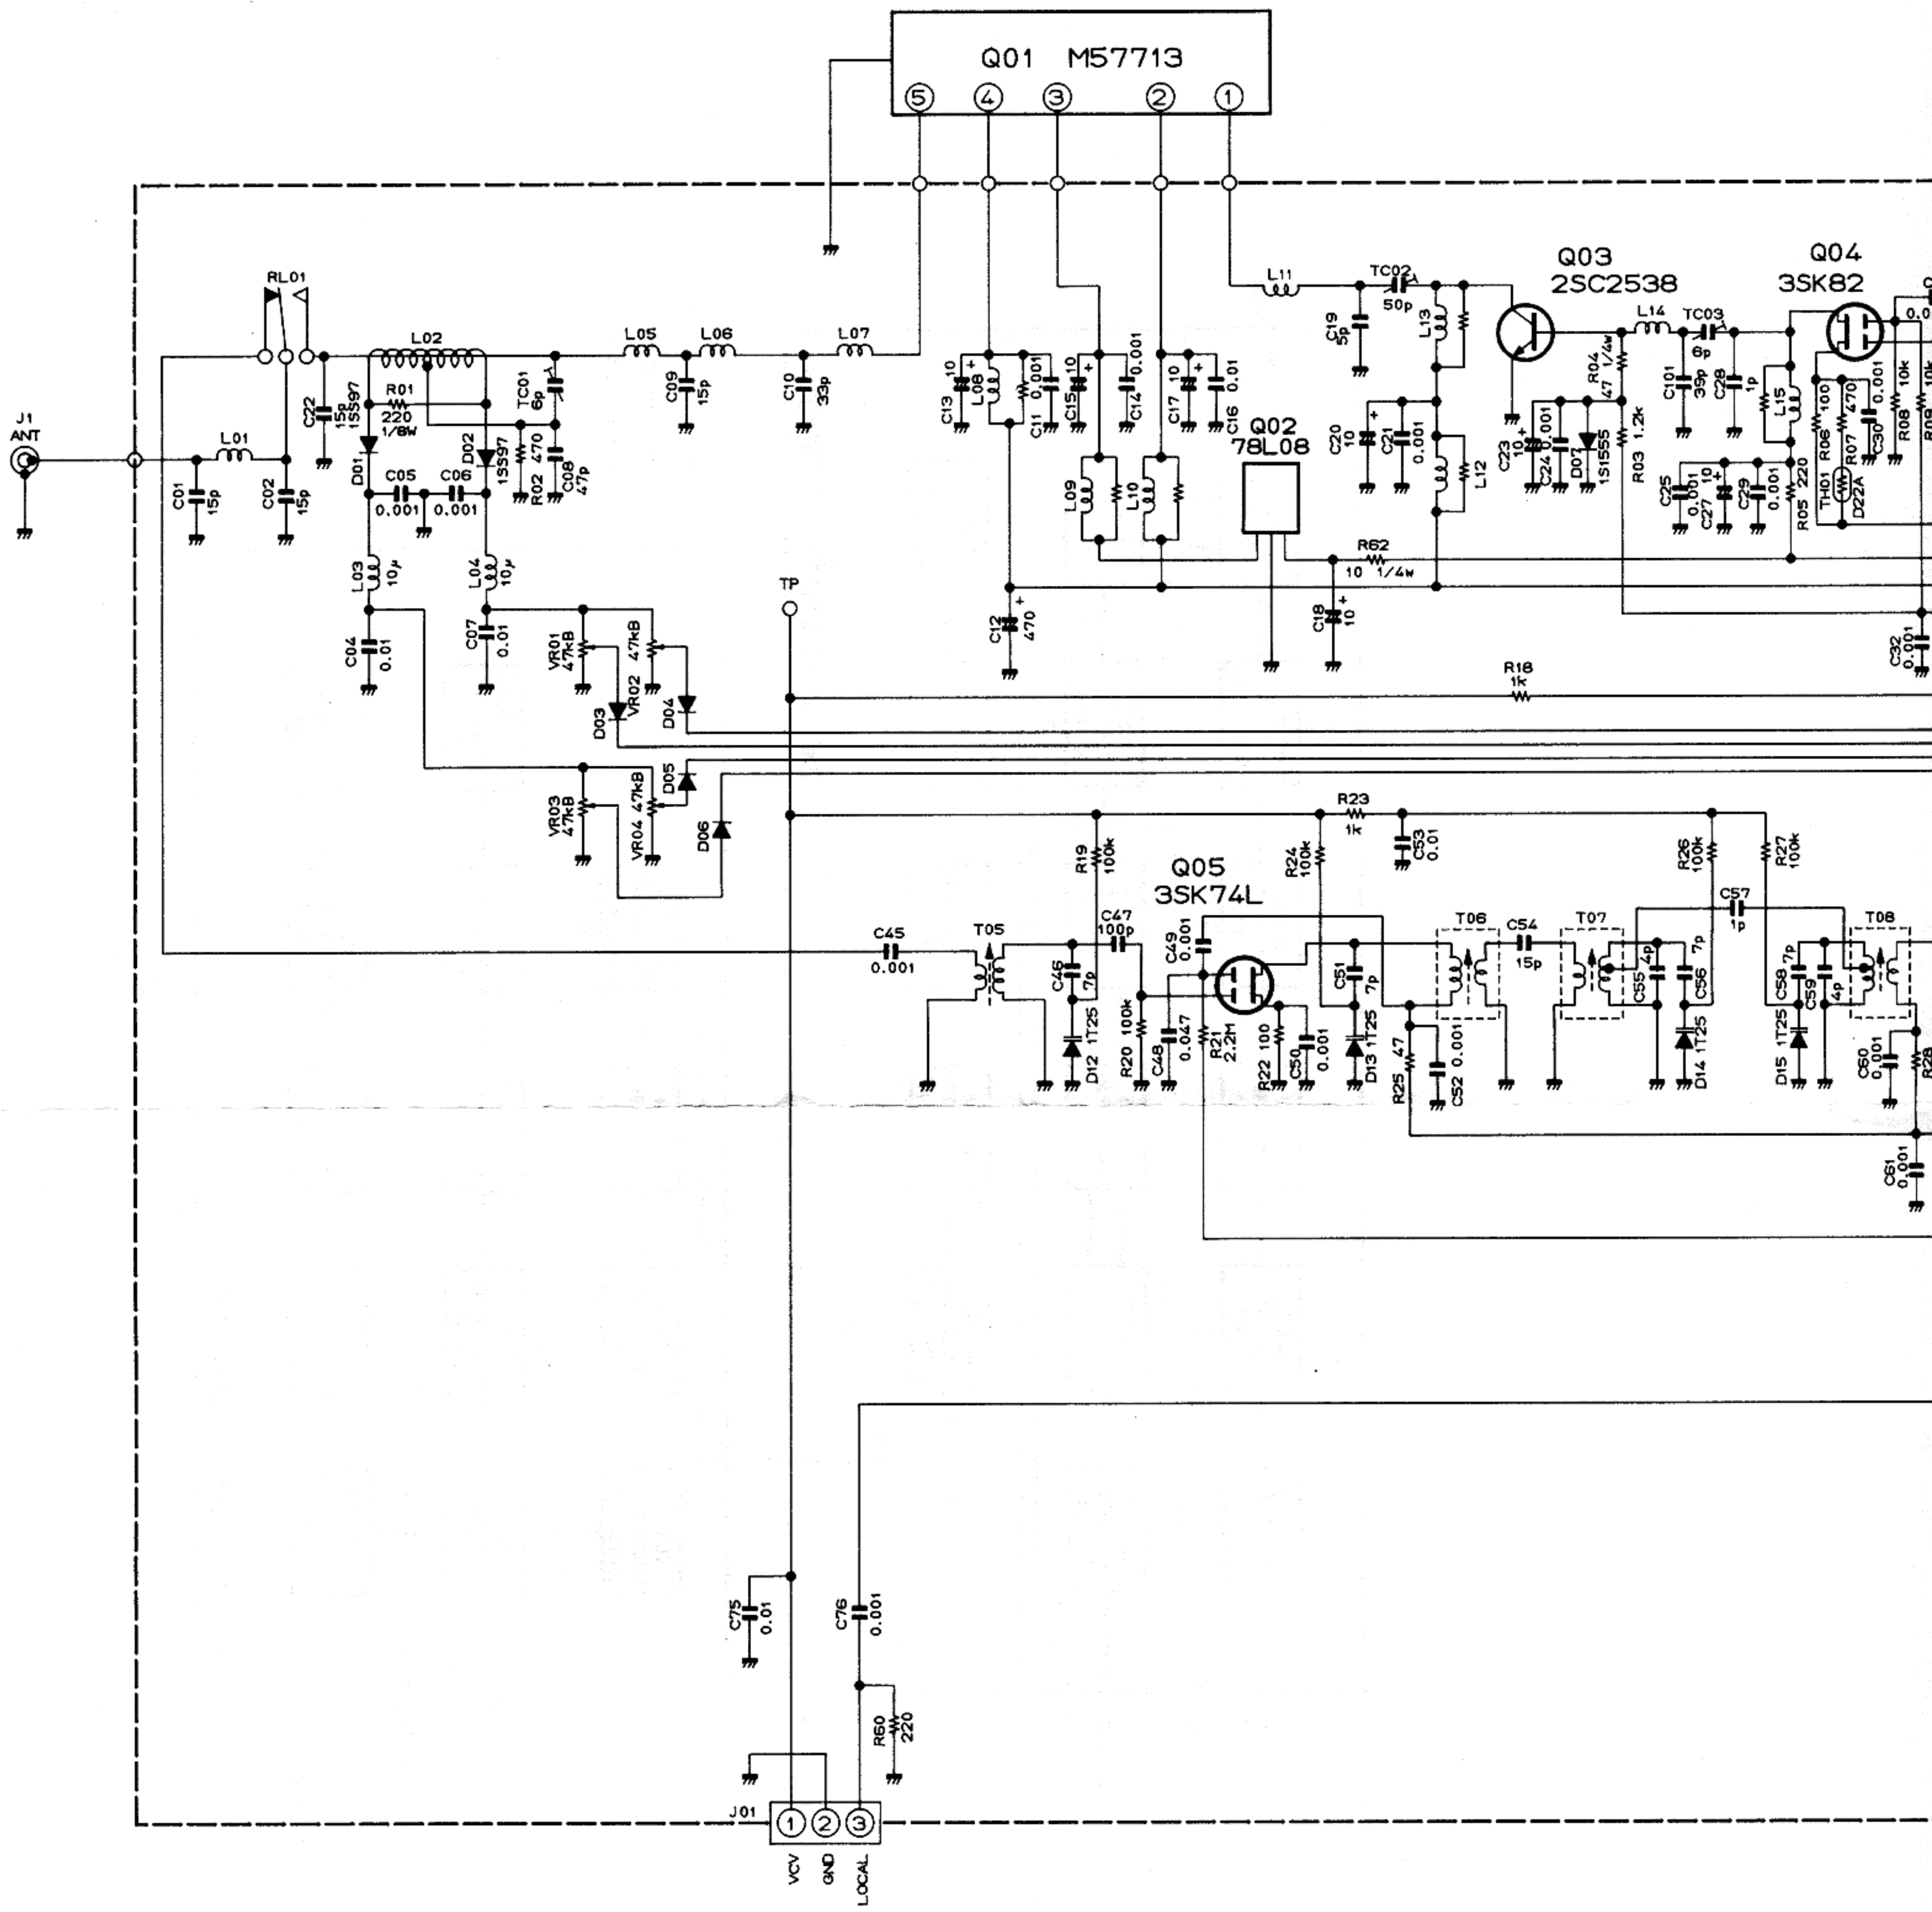 Q01 M57713
5
4
3
2
1
RL01
J1
ANT
L01
C01
15p
C02
15p
C22
15p
1SS97
D01
L02
R01
220
1/8W
D02
1SS97
C05
0.001
C06
0.001
R02 470
TC01
6p
C08
47p
L05
L06
L07
C09
15p
C10
33p
C13
10
+
L08
C11 0.001
C15 10
+
C14 0.001
C17 10
+
C16 0.01
L11
C19
5p
TC02
50p
L13
Q03
2SC2538
Q04
3SK82
R04
47 1/4W
L14
TC03
6p
C101
39p
C28
1p
L15
R06 100
R07 470
C30 0.001
TH01
D22A
R08 10k
R09 10k
C20
10
+
C21
0.001
L12
C23
10
+
C24 0.001
D07
1S1555
R03 1.2k
C25
0.001
C27 10
+
C29
0.001
R05 220
L09
L10
Q02
78L08
R62
10 1/4W
C12
+
470
C18
+
10
C32
0.001
L03
10μ
L04
10μ
C04
0.01
C07
0.01
VR01
47kB
VR02 47kB
D03
D04
TP
R18
1k
VR03
47kB
VR04 47kB
D05
D06
R19
100k
R24
100k
R23
1k
C53
0.01
R26
100k
R27
100k
Q05
3SK74L
C45
0.001
T05
C46
7p
C47
100p
D12 1T25
R20 100k
C48
0.047
C49
0.001
R21
2.2M
R22 100
C50
0.001
C51
7p
D13 1T25
R25 47
C52 0.001
T06
C54
15p
T07
C55 4p
C56 7p
D14 1T25
C57
1p
C58 7p
C59
4p
D15 1T25
T08
C60
0.001
R28
C61
0.001
C75
0.01
C76
0.001
R60
220
J01
1
2
3
VCV
GND
LOCAL